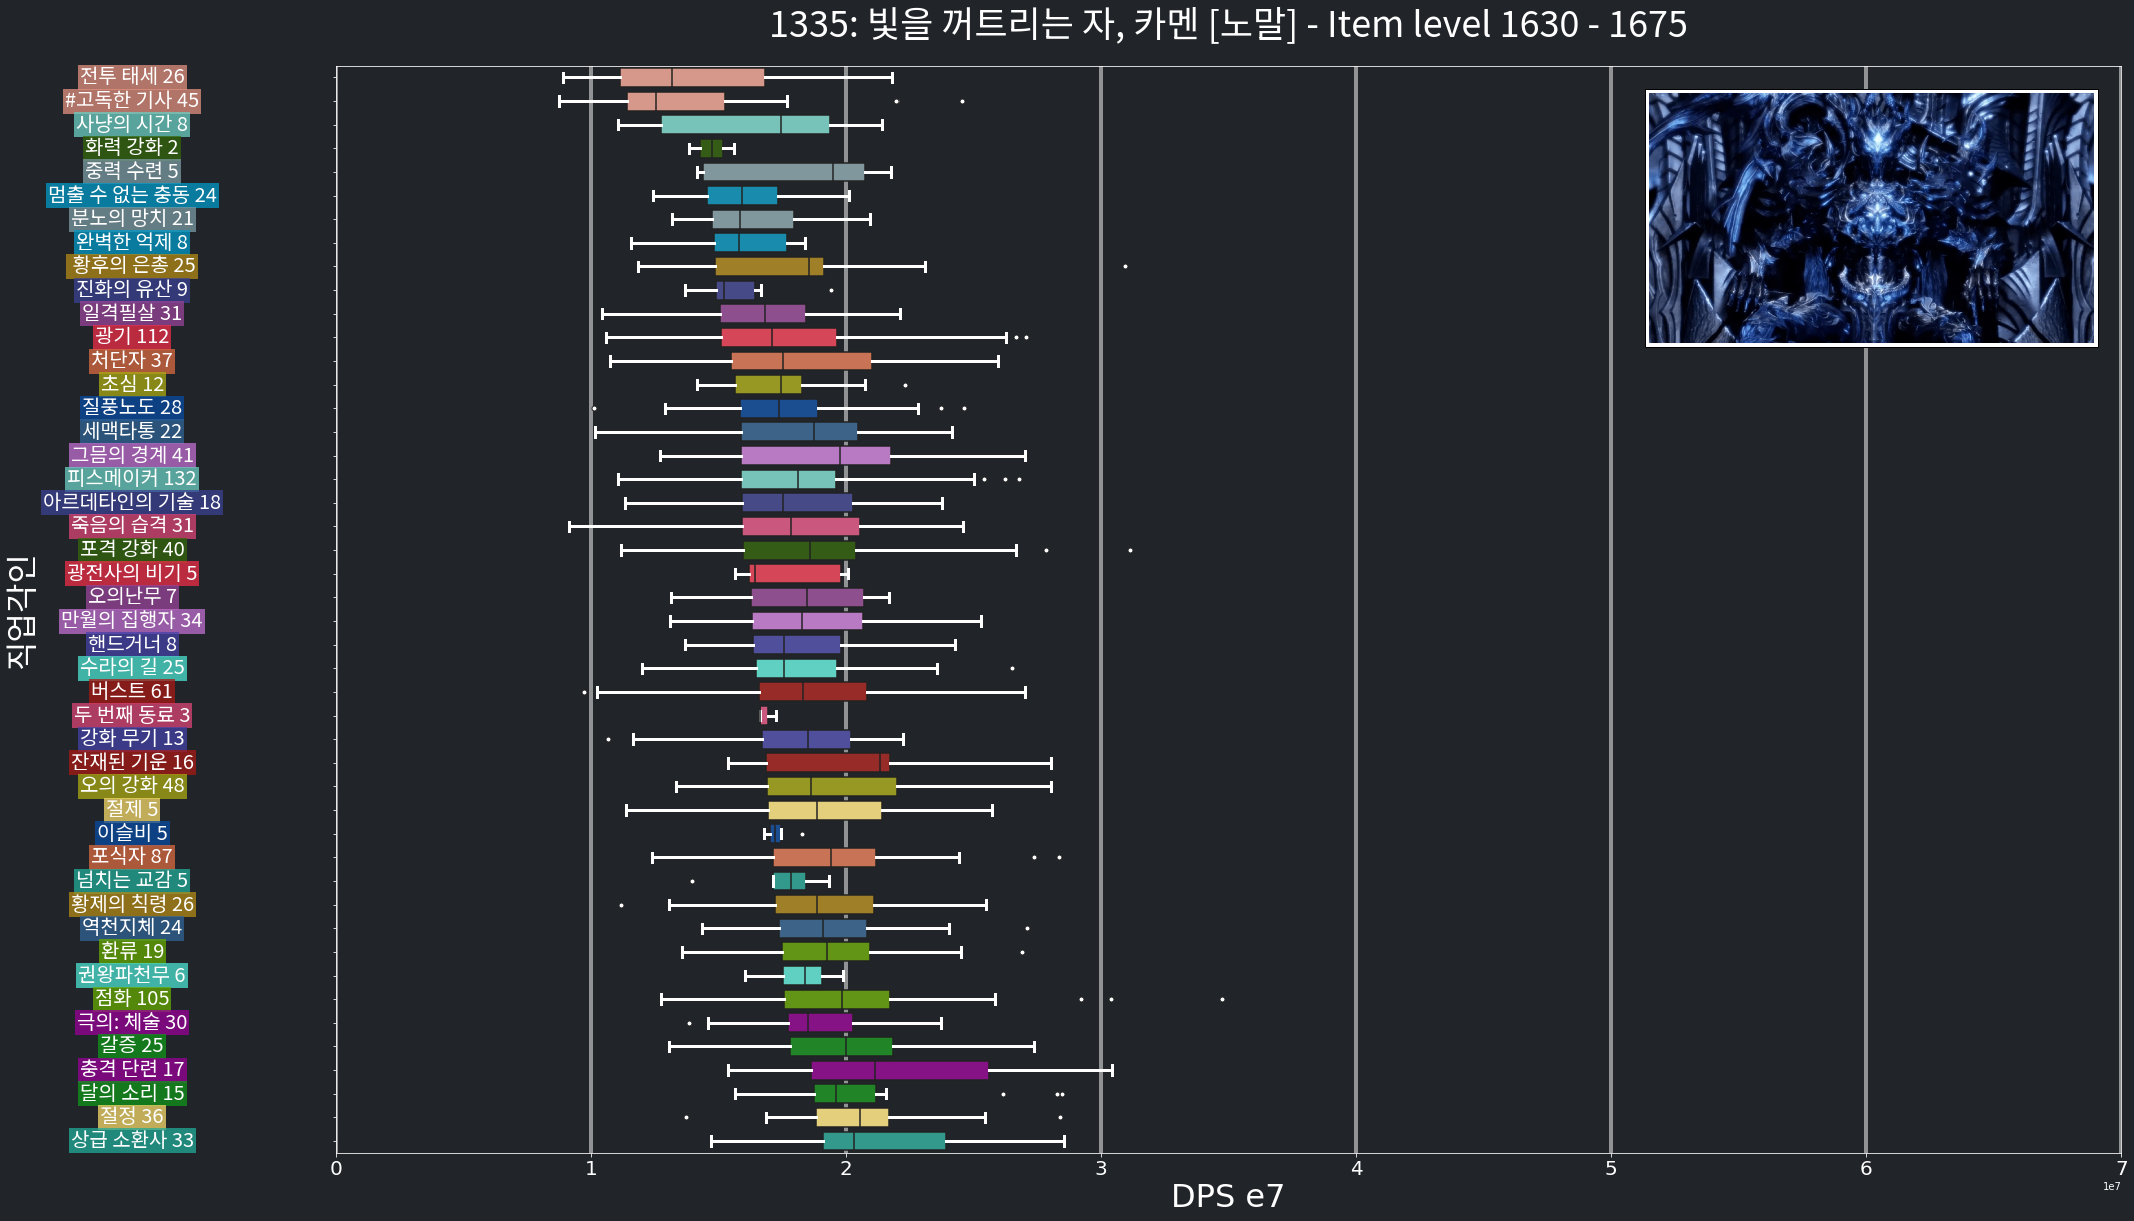 1335: 빛을 꺼트리는 자, 카멘 [노말] - Item level 1630 - 1675
직업각인
전투 태세 26
#고독한 기사 45
사냥의 시간 8
화력 강화 2
중력 수련 5
멈출 수 없는 충동 24
분노의 망치 21
완벽한 억제 8
황후의 은총 25
진화의 유산 9
일격필살 31
광기 112
처단자 37
초심 12
질풍노도 28
세맥타통 22
그믐의 경계 41
피스메이커 132
아르데타인의 기술 18
죽음의 습격 31
포격 강화 40
광전사의 비기 5
오의난무 7
만월의 집행자 34
핸드거너 8
수라의 길 25
버스트 61
두 번째 동료 3
강화 무기 13
잔재된 기운 16
오의 강화 48
절제 5
이슬비 5
포식자 87
넘치는 교감 5
황제의 칙령 26
역천지체 24
환류 19
권왕파천무 6
점화 105
극의: 체술 30
갈증 25
충격 단련 17
달의 소리 15
절정 36
상급 소환사 33
0 1 2 3 4 5 6 7
1e7
DPS e7